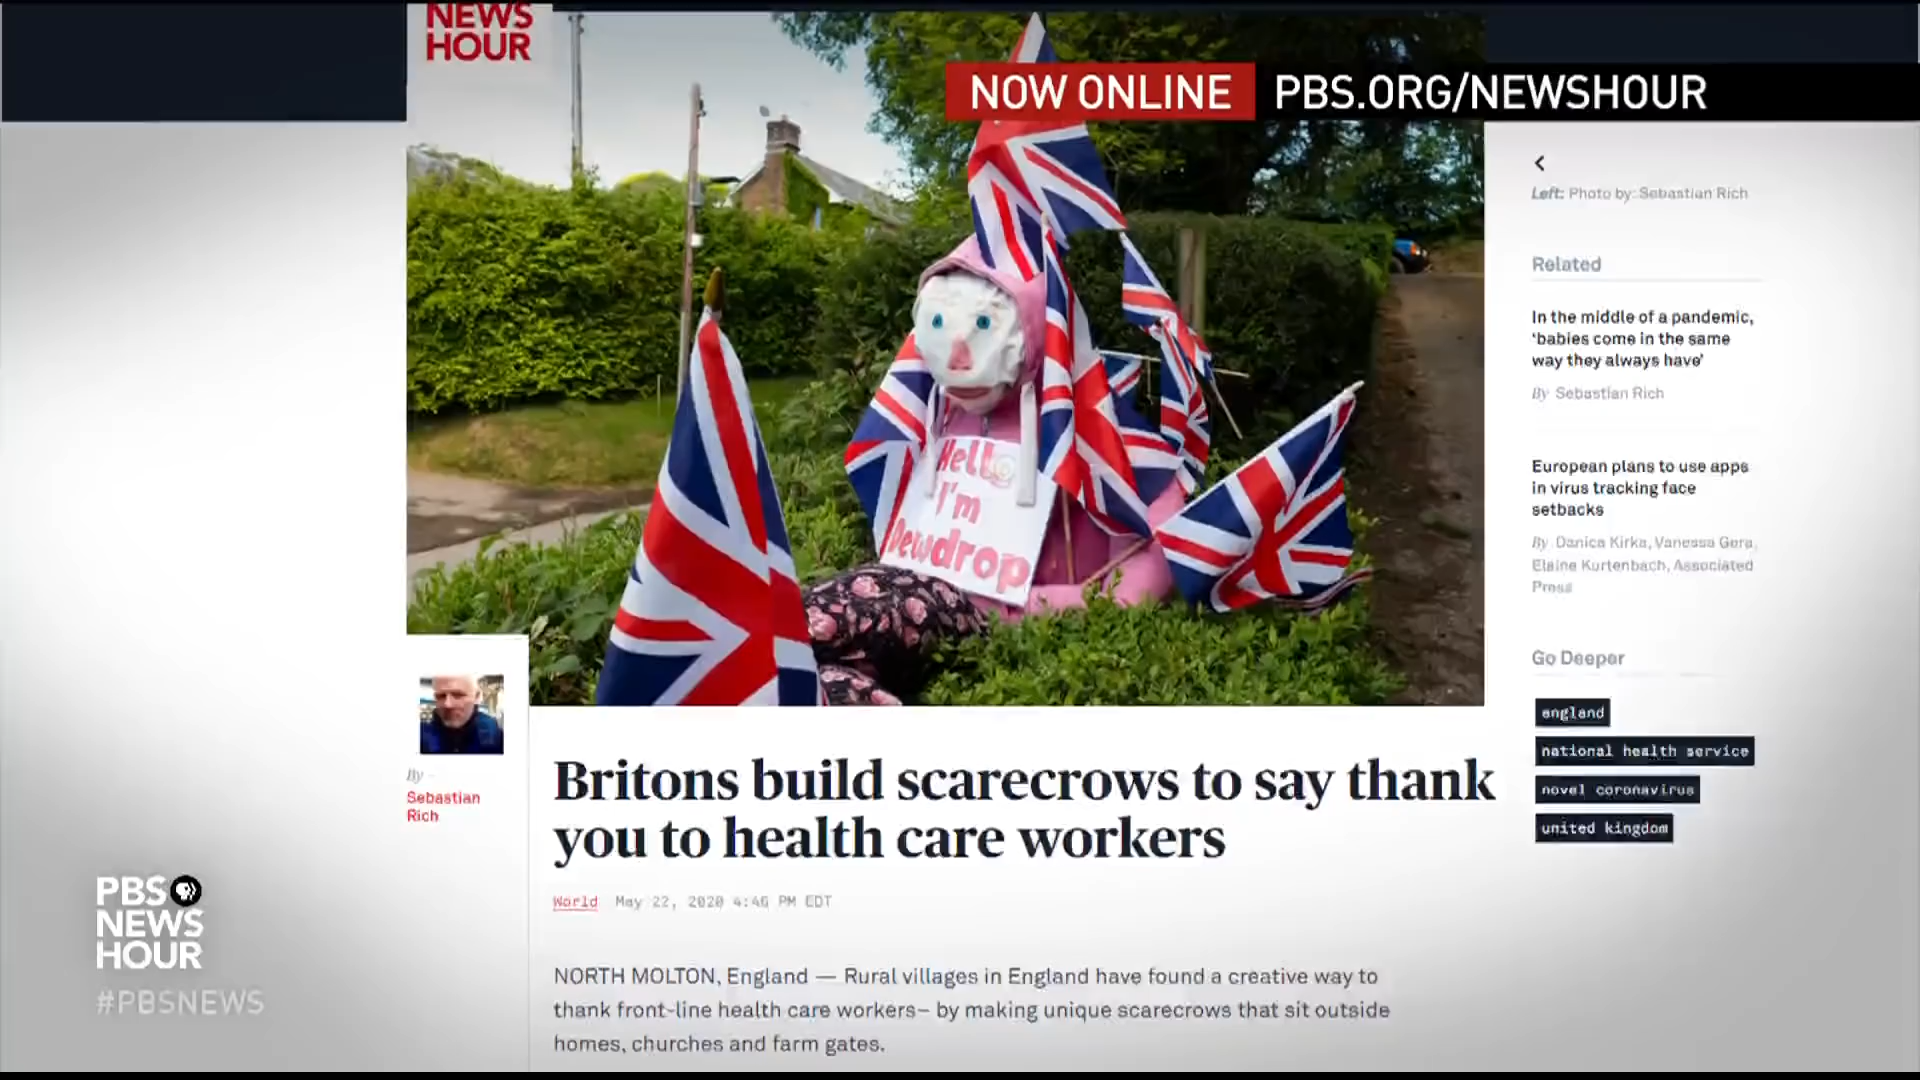 NEWS
HOUR
NOW ONLINE PBS.ORG/NEWSHOUR
Left: Photo by: Sebastian Rich
Related
In the middle of a pandemic,
‘babies come in the same
way they always have’
By Sebastian Rich
European plans to use apps
in virus tracking face
setbacks
By Danica Kirka, Vanessa Gera,
Elaine Kurtenbach, Associated
Press
Go Deeper
england
national health service
novel coronavirus
united kingdom
Hello
I'm
Dewdrop
By
Sebastian
Rich
Britons build scarecrows to say thank
you to health care workers
World May 22, 2020 4:46 PM EDT
NORTH MOLTON, England — Rural villages in England have found a creative way to
thank front-line health care workers– by making unique scarecrows that sit outside
homes, churches and farm gates.
PBS
NEWS
HOUR
#PBSNEWS